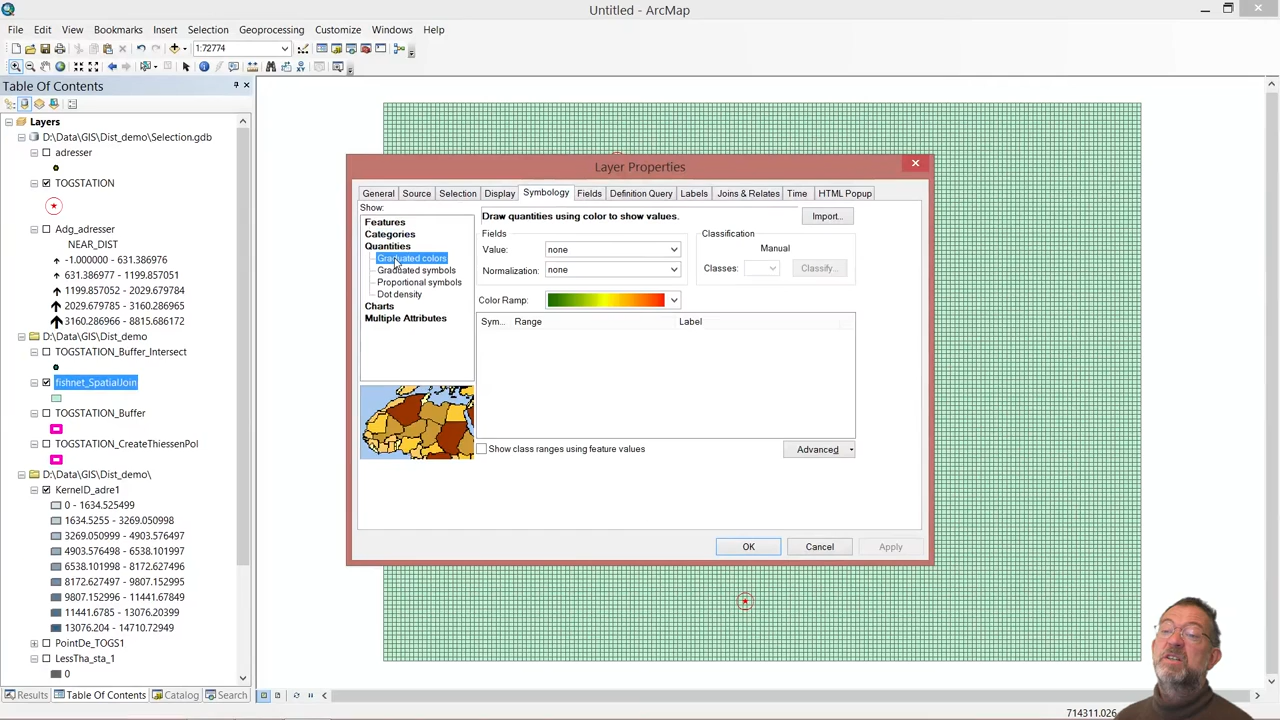 Untitled - ArcMap
File Edit View Bookmarks Insert Selection Geoprocessing Customize Windows Help
1:72774
Table Of Contents
Layers
D:\Data\GIS\Dist_demo\Selection.gdb
adresser
TOGSTATION
Adg_adresser
NEAR_DIST
-1.000000 - 631.386976
631.386977 - 1199.857051
1199.857052 - 2029.679784
2029.679785 - 3160.286965
3160.286966 - 8815.686172
D:\Data\GIS\Dist_demo
TOGSTATION_Buffer_Intersect
fishnet_SpatialJoin
TOGSTATION_Buffer
TOGSTATION_CreateThiessenPol
D:\Data\GIS\Dist_demo\
KernelD_adre1
0 - 1634.525499
1634.5255 - 3269.050998
3269.050999 - 4903.576497
4903.576498 - 6538.101997
6538.101998 - 8172.627496
8172.627497 - 9807.152995
9807.152996 - 11441.67849
11441.6785 - 13076.20399
13076.204 - 14710.72949
PointDe_TOGS1
LessTha_sta_1
0
Results Table Of Contents Catalog Search
Layer Properties
General Source Selection Display Symbology Fields Definition Query Labels Joins & Relates Time HTML Popup
Show:
Features
Categories
Quantities
Graduated colors
Graduated symbols
Proportional symbols
Dot density
Charts
Multiple Attributes
Draw quantities using color to show values.
Import...
Fields
Value: none
Normalization: none
Classification
Manual
Classes:
Classify...
Color Ramp:
Sym... Range Label
Show class ranges using feature values
Advanced
OK Cancel Apply
714311.026